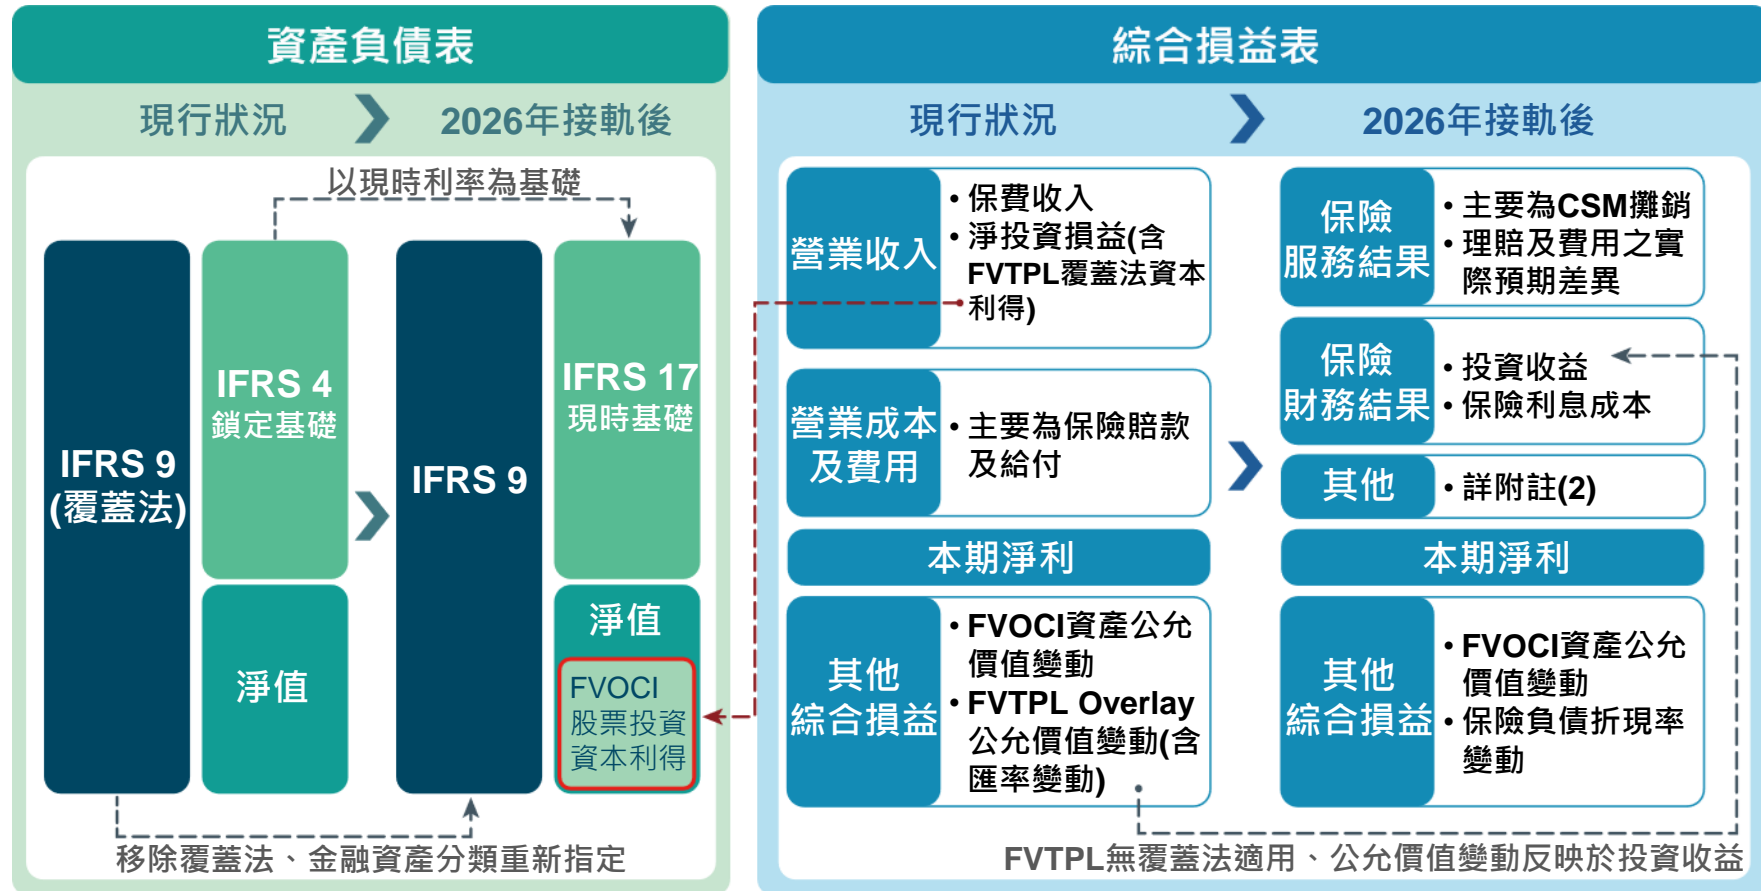 資產負債表
現行狀況
2026年接軌後
以現時利率為基礎
IFRS 9
(覆蓋法)
IFRS 4
鎖定基礎
淨值
IFRS 9
IFRS 17
現時基礎
淨值
FVOCI
股票投資
資本利得
移除覆蓋法、金融資產分類重新指定
綜合損益表
現行狀況
2026年接軌後
營業收入
•保費收入
•淨投資損益(含
FVTPL覆蓋法資本
利得)
營業成本
及費用
•主要為保險賠款
及給付
本期淨利
其他
綜合損益
•FVOCI資產公允
價值變動
•FVTPL Overlay
公允價值變動(含
匯率變動)
保險
服務結果
•主要為CSM攤銷
•理賠及費用之實
際預期差異
保險
財務結果
•投資收益
•保險利息成本
其他
•詳附註(2)
本期淨利
其他
綜合損益
•FVOCI資產公允
價值變動
•保險負債折現率
變動
FVTPL無覆蓋法適用、公允價值變動反映於投資收益